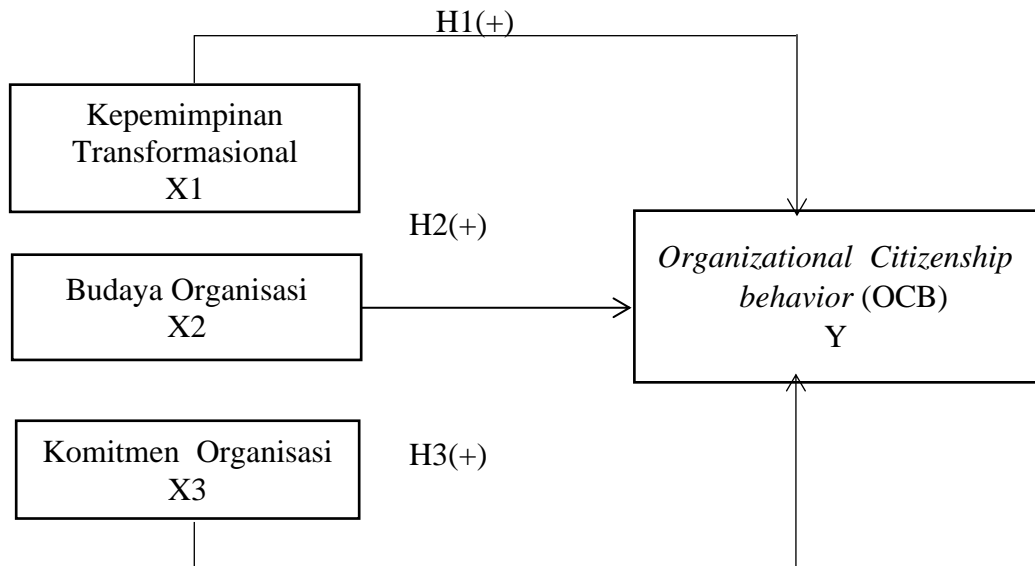 H1(+)
Kepemimpinan
Transformasional
X1
H2(+)
Budaya Organisasi
X2
Organizational Citizenship
behavior (OCB)
Y
Komitmen Organisasi
X3
H3(+)